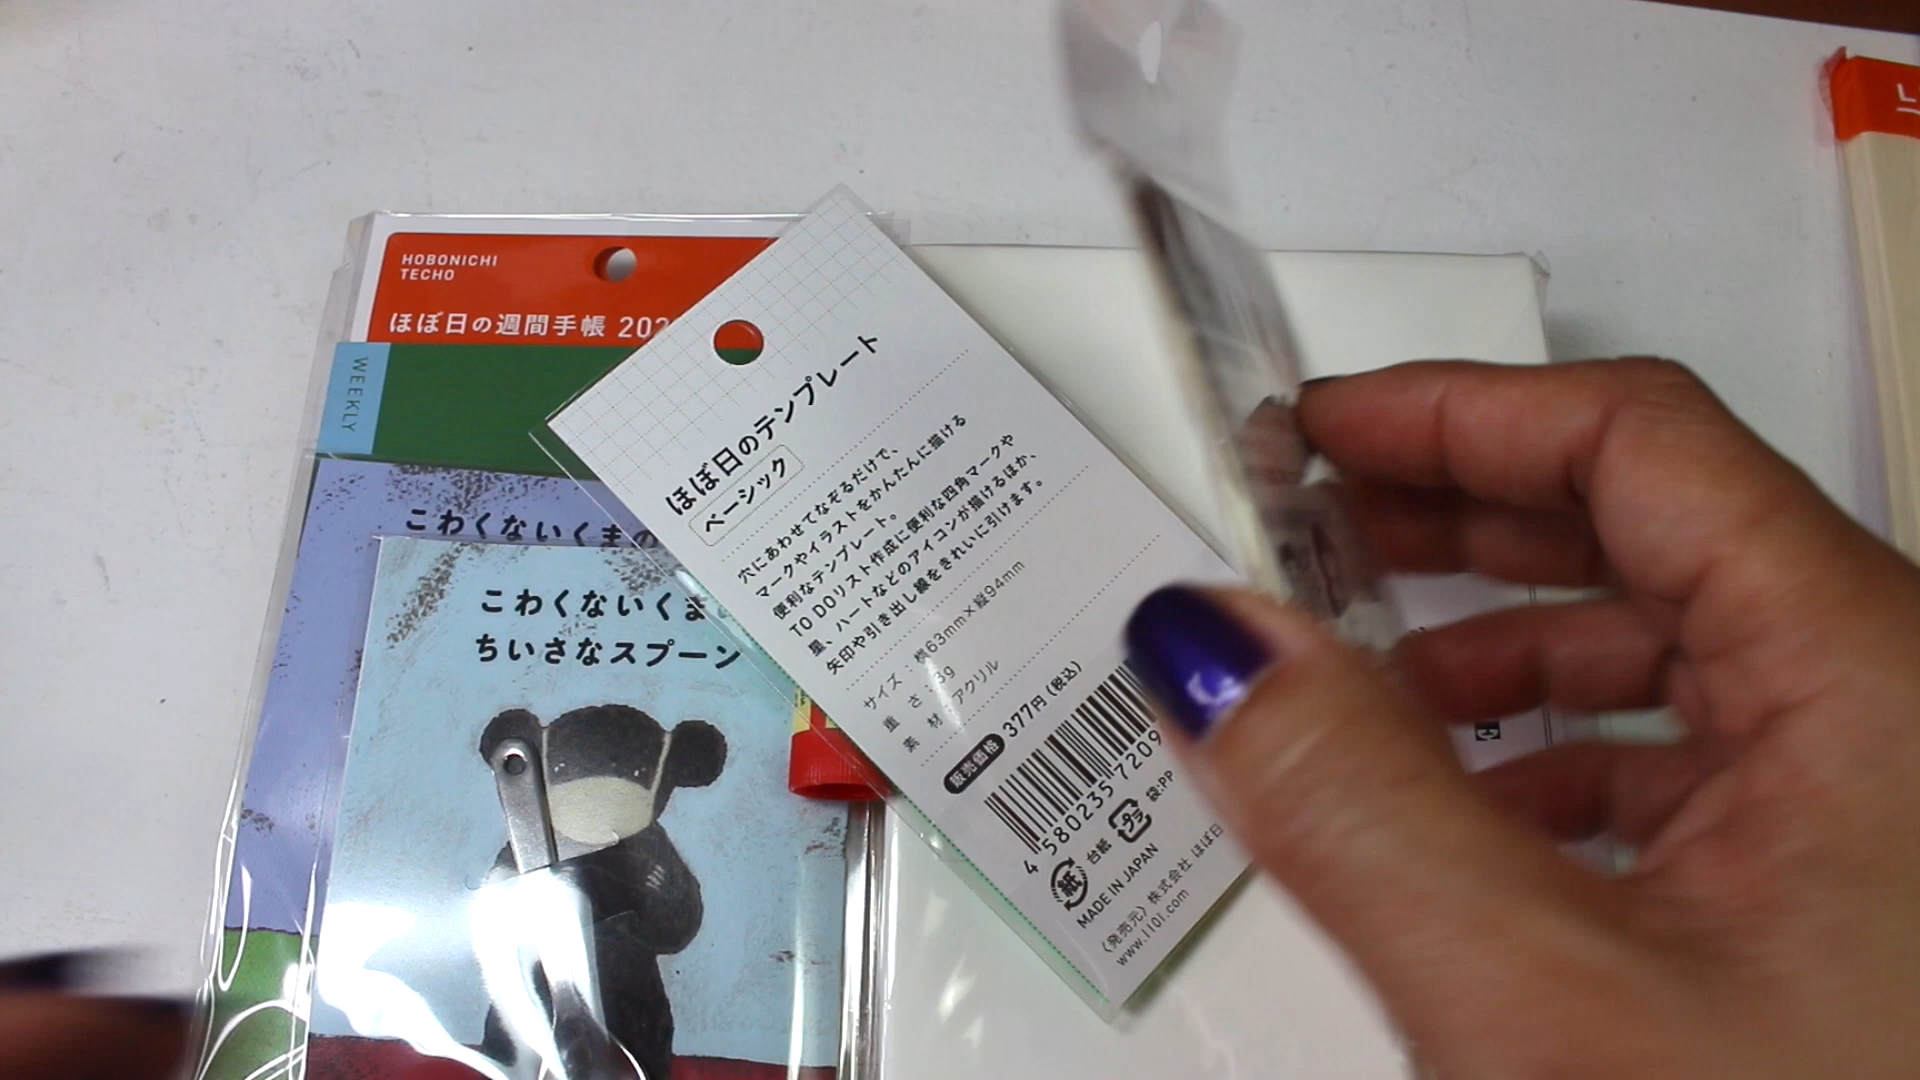 HOBONICHI
TECHO
ほぼ日の週間手帳 202
WEEKLY
こわくないくまの
こわくないくま
ちいさなスプーン
ほぼ日のテンプレート
ベーシック
穴にあわせてなぞるだけで、
マークやイラストをかんたんに描ける
便利なテンプレート。
TO DOリスト作成に便利な四角マークや
星、ハートなどのアイコンが描けるほか、
矢印や引き出し線をきれいに引けます。
サイズ：横63mm×縦94mm
重さ：3g
素材：アクリル
販売価格 377円（税込）
4 580235 7209
紙 台紙 プラ 袋:PP
MADE IN JAPAN
〈発売元〉株式会社 ほぼ日
www.1101.com